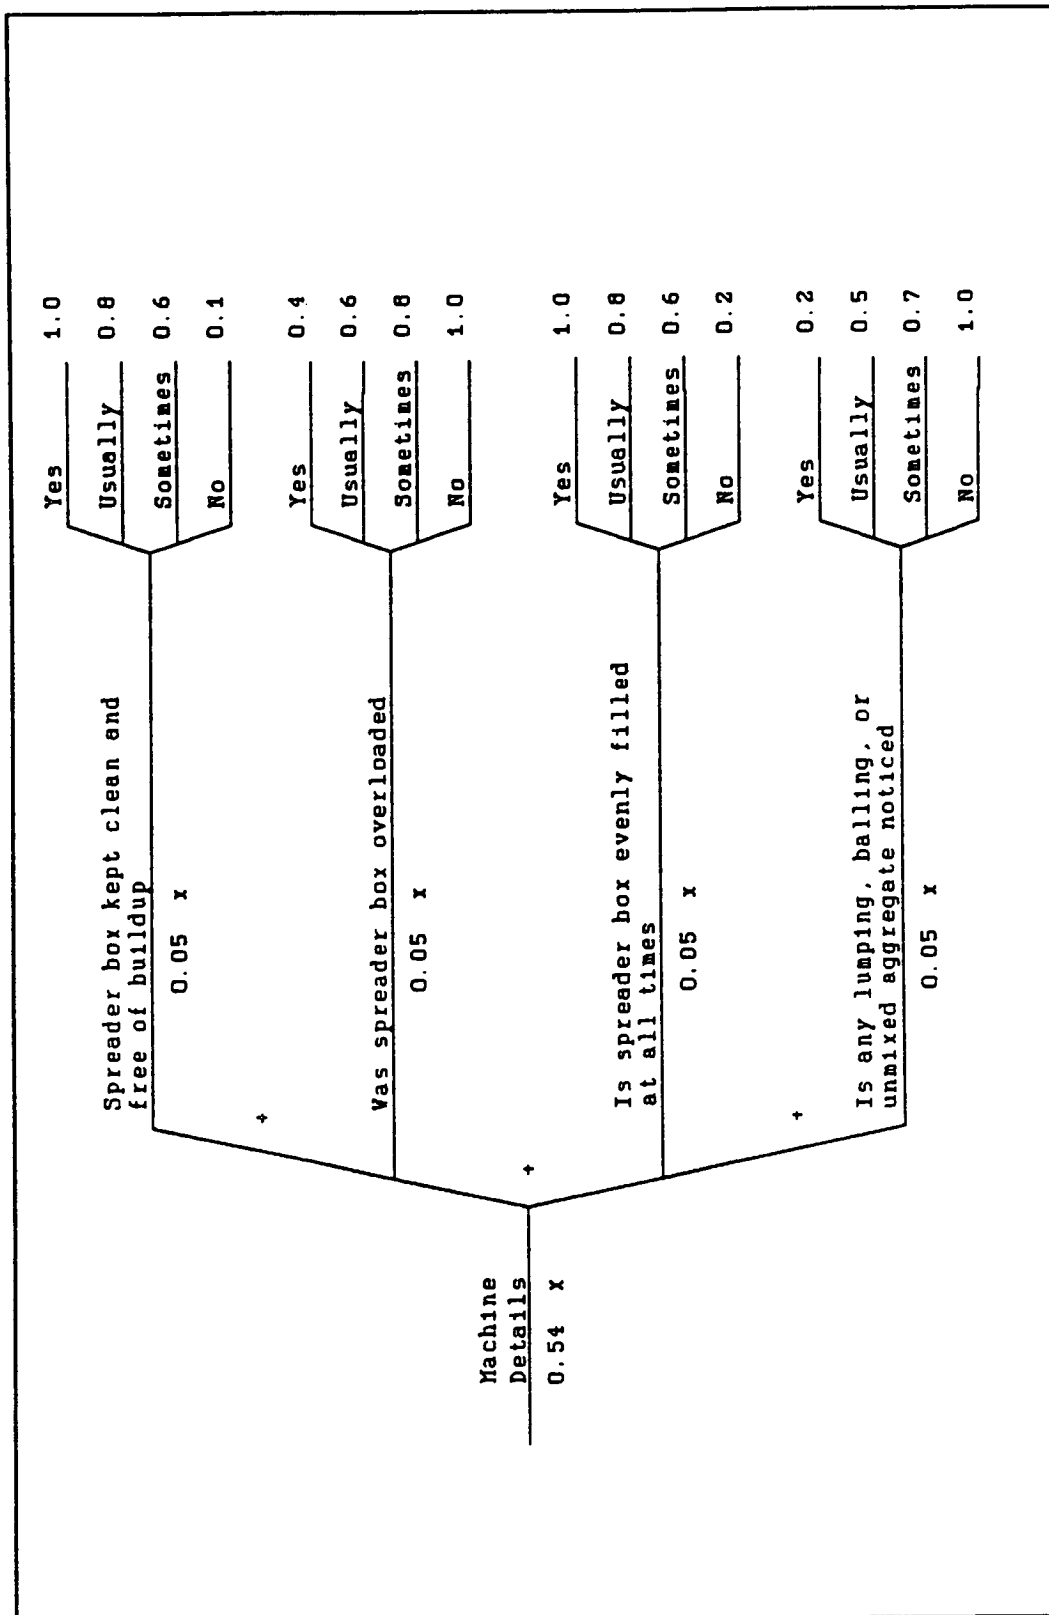 Machine
Details
0.54 x
+
+
+
Spreader box kept clean and
free of buildup
0.05 x
Yes 1.0
Usually 0.8
Sometimes 0.6
No 0.1
Was spreader box overloaded
0.05 x
Yes 0.4
Usually 0.6
Sometimes 0.8
No 1.0
Is spreader box evenly filled
at all times
0.05 x
Yes 1.0
Usually 0.8
Sometimes 0.6
No 0.2
Is any lumping, balling, or
unmixed aggregate noticed
0.05 x
Yes 0.2
Usually 0.5
Sometimes 0.7
No 1.0